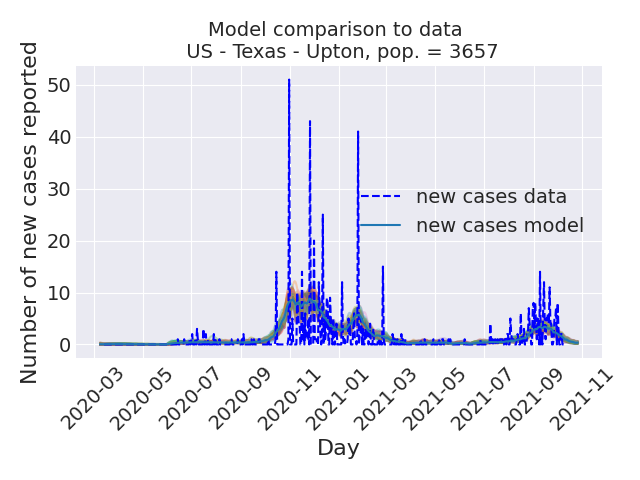 Model comparison to data
US - Texas - Upton, pop. = 3657
Number of new cases reported
50
40
30
20
10
0
new cases data
new cases model
2020-03
2020-05
2020-07
2020-09
2020-11
2021-01
2021-03
2021-05
2021-07
2021-09
2021-11
Day